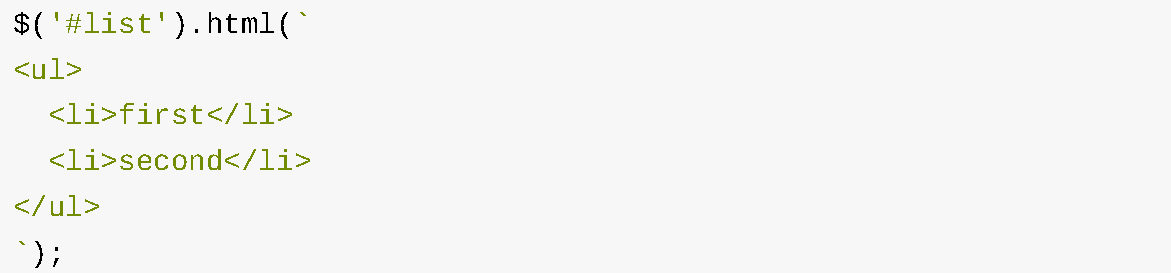 $('#list').html(`
<ul>
  <li>first</li>
  <li>second</li>
</ul>
`);